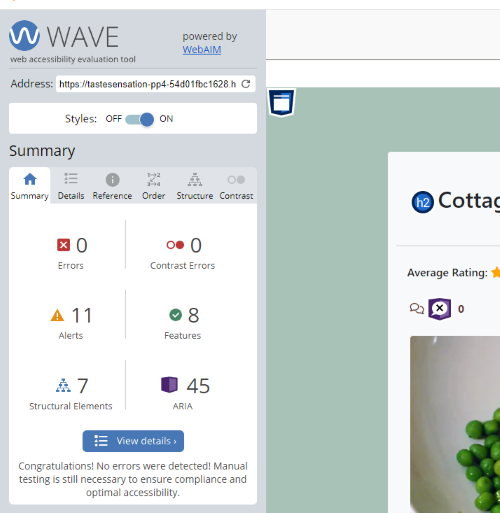 WAVE
powered by
WebAIM
web accessibility evaluation tool
Address: https://tastesensation-pp4-54d01fbc1628.h
Styles: OFF ON
Summary
Summary Details Reference Order Structure Contrast
0 0
Errors Contrast Errors
11 8
Alerts Features
7 45
Structural Elements ARIA
View details ›
Congratulations! No errors were detected! Manual
testing is still necessary to ensure compliance and
optimal accessibility.
h2 Cottag
Average Rating:
0